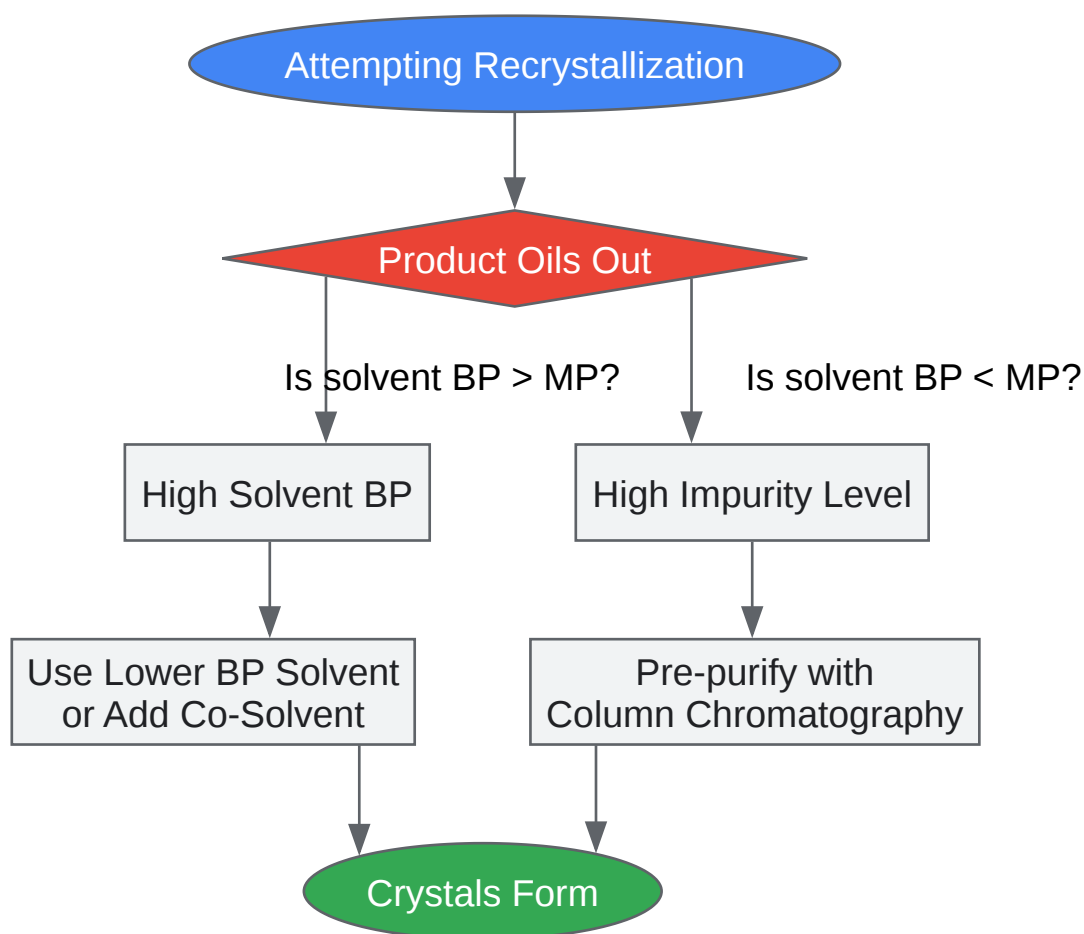 Attempting Recrystallization
Product Oils Out
Is solvent BP > MP?
Is solvent BP < MP?
High Solvent BP
High Impurity Level
Use Lower BP Solvent
or Add Co-Solvent
Pre-purify with
Column Chromatography
Crystals Form